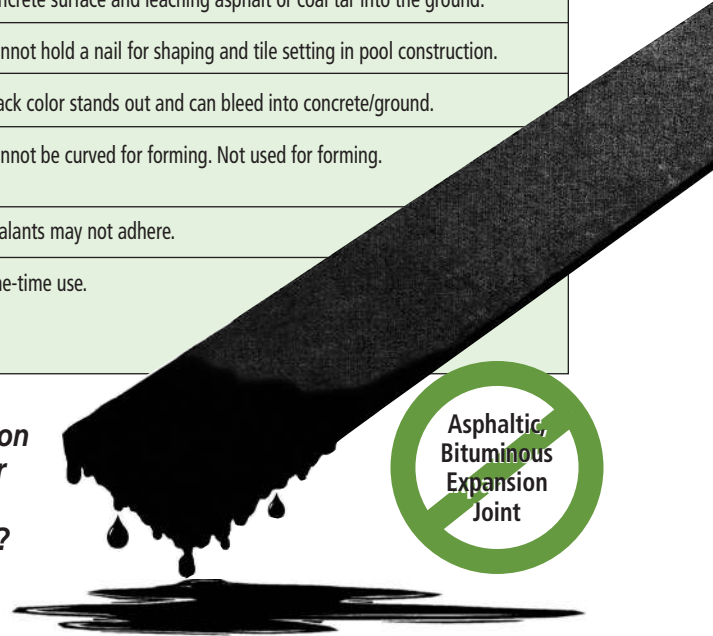 ncrete surface and leaching asphalt or coal tar into the ground.
nnot hold a nail for shaping and tile setting in pool construction.
ack color stands out and can bleed into concrete/ground.
nnot be curved for forming. Not used for forming.
alants may not adhere.
ne-time use.
on
r
?
Asphaltic,
Bituminous
Expansion
Joint